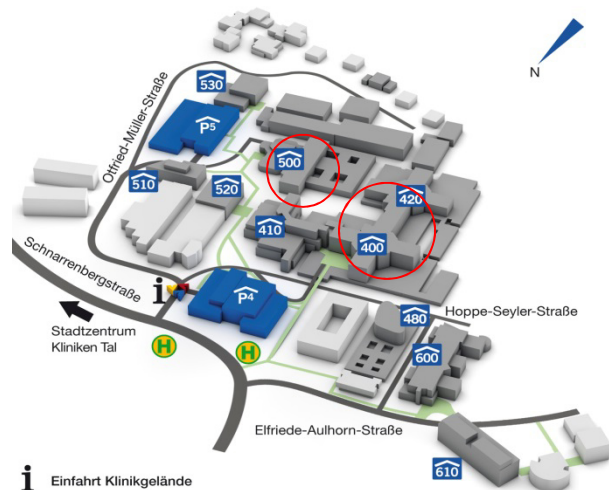 N
530
P5
Otfried-Müller-Straße
500
510
520
420
410
400
Schnarrenbergstraße
i
P4
Stadtzentrum
Kliniken Tal
Hoppe-Seyler-Straße
480
H
H
600
Elfriede-Aulhorn-Straße
610
i Einfahrt Klinikgelände